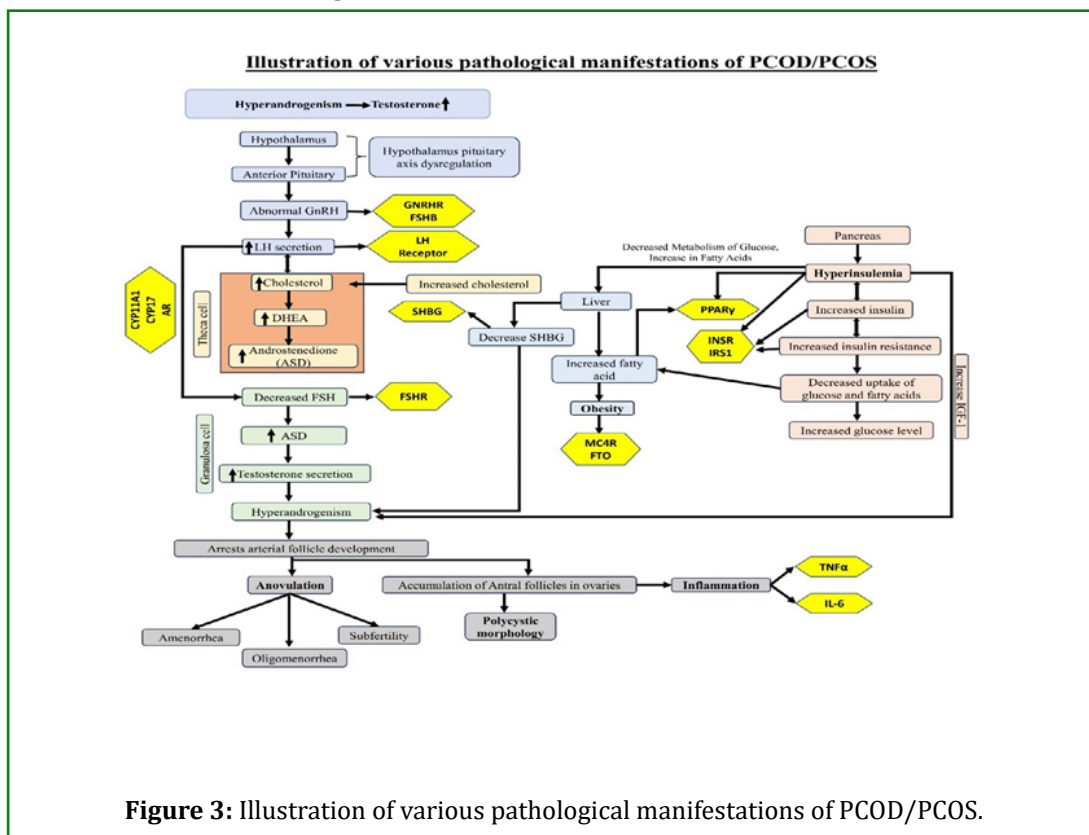 Illustration of various pathological manifestations of PCOD/PCOS
Hyperandrogenism → Testosterone ↑
Hypothalamus
Hypothalamus pituitary
axis dysregulation
Anterior Pituitary
Abnormal GnRH
GNRHR
FSHB
↑ LH secretion
LH
Receptor
CYP11A1
CYP17
AR
Theca cell
↑ Cholesterol
Increased cholesterol
↑ DHEA
↑ Androstenedione
(ASD)
Decreased FSH
FSHR
Granulosa cell
↑ ASD
↑ Testosterone secretion
Hyperandrogenism
Decreased Metabolism of Glucose,
Increase in Fatty Acids
Liver
SHBG
Decrease SHBG
Increased fatty
acid
Obesity
MC4R
FTO
PPARγ
INSR
IRS1
Pancreas
Hyperinsulemia
Increased insulin
Increased insulin resistance
Decreased uptake of
glucose and fatty acids
Increased glucose level
Increase IGF-1
Arrests arterial follicle development
Anovulation
Accumulation of Antral follicles in ovaries
Inflammation
TNFα
IL-6
Polycystic
morphology
Amenorrhea
Oligomenorrhea
Subfertility
Figure 3: Illustration of various pathological manifestations of PCOD/PCOS.